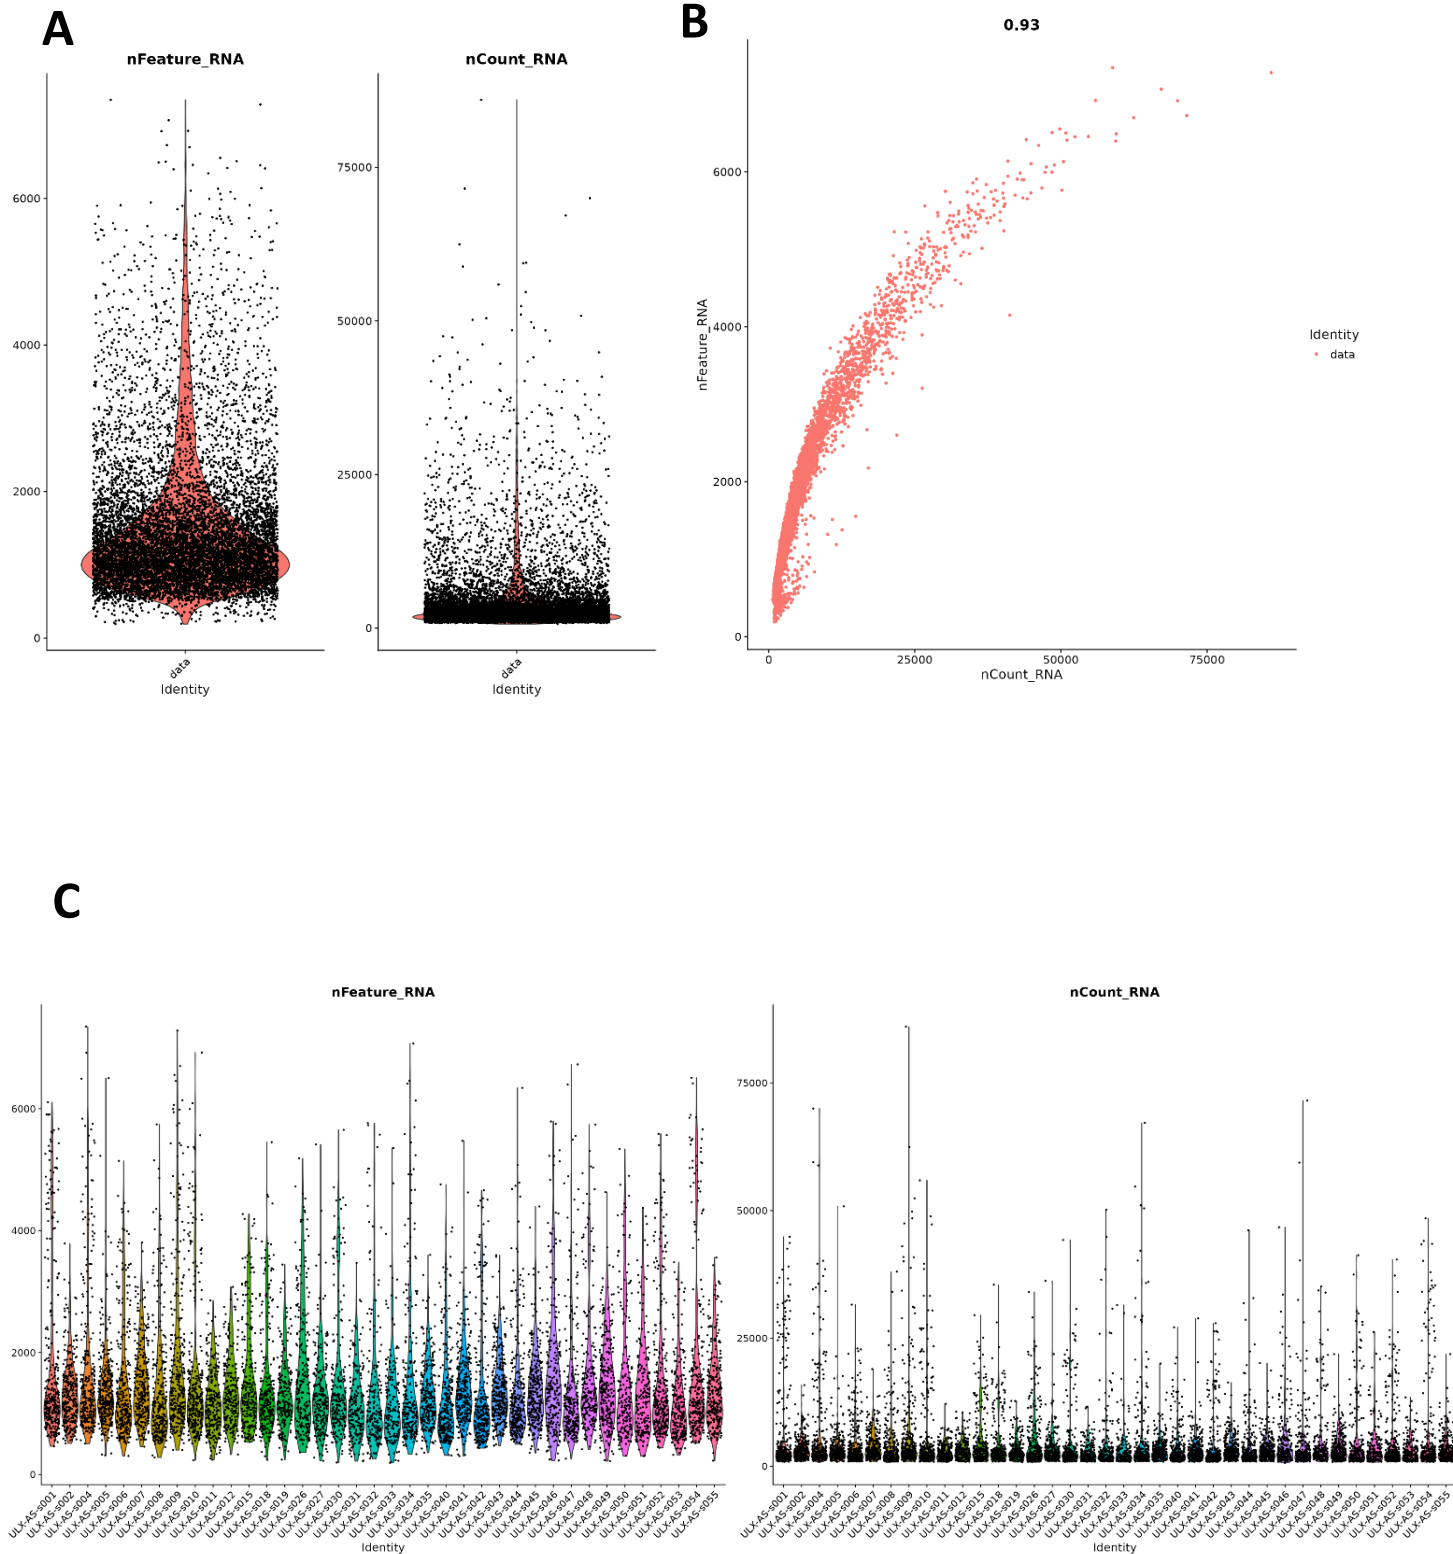 A
nFeature_RNA
6000
4000
2000
0
data
Identity
nCount_RNA
75000
50000
25000
0
data
Identity
B
0.93
nFeature_RNA
6000
4000
2000
0
0
25000
50000
75000
nCount_RNA
Identity
data
C
nFeature_RNA
6000
4000
2000
0
ULX-AS-s001
ULX-AS-s002
ULX-AS-s004
ULX-AS-s005
ULX-AS-s006
ULX-AS-s007
ULX-AS-s008
ULX-AS-s009
ULX-AS-s010
ULX-AS-s011
ULX-AS-s012
ULX-AS-s015
ULX-AS-s018
ULX-AS-s019
ULX-AS-s026
ULX-AS-s027
ULX-AS-s030
ULX-AS-s031
ULX-AS-s032
ULX-AS-s033
ULX-AS-s034
ULX-AS-s035
ULX-AS-s040
ULX-AS-s041
ULX-AS-s042
ULX-AS-s043
ULX-AS-s044
ULX-AS-s045
ULX-AS-s046
ULX-AS-s047
ULX-AS-s048
ULX-AS-s049
ULX-AS-s050
ULX-AS-s051
ULX-AS-s052
ULX-AS-s053
ULX-AS-s054
ULX-AS-s055
Identity
nCount_RNA
75000
50000
25000
0
ULX-AS-s001
ULX-AS-s002
ULX-AS-s004
ULX-AS-s005
ULX-AS-s006
ULX-AS-s007
ULX-AS-s008
ULX-AS-s009
ULX-AS-s010
ULX-AS-s011
ULX-AS-s012
ULX-AS-s015
ULX-AS-s018
ULX-AS-s019
ULX-AS-s026
ULX-AS-s027
ULX-AS-s030
ULX-AS-s031
ULX-AS-s032
ULX-AS-s033
ULX-AS-s034
ULX-AS-s035
ULX-AS-s040
ULX-AS-s041
ULX-AS-s042
ULX-AS-s043
ULX-AS-s044
ULX-AS-s045
ULX-AS-s046
ULX-AS-s047
ULX-AS-s048
ULX-AS-s049
ULX-AS-s050
ULX-AS-s051
ULX-AS-s052
ULX-AS-s053
ULX-AS-s054
ULX-AS-s055
Identity